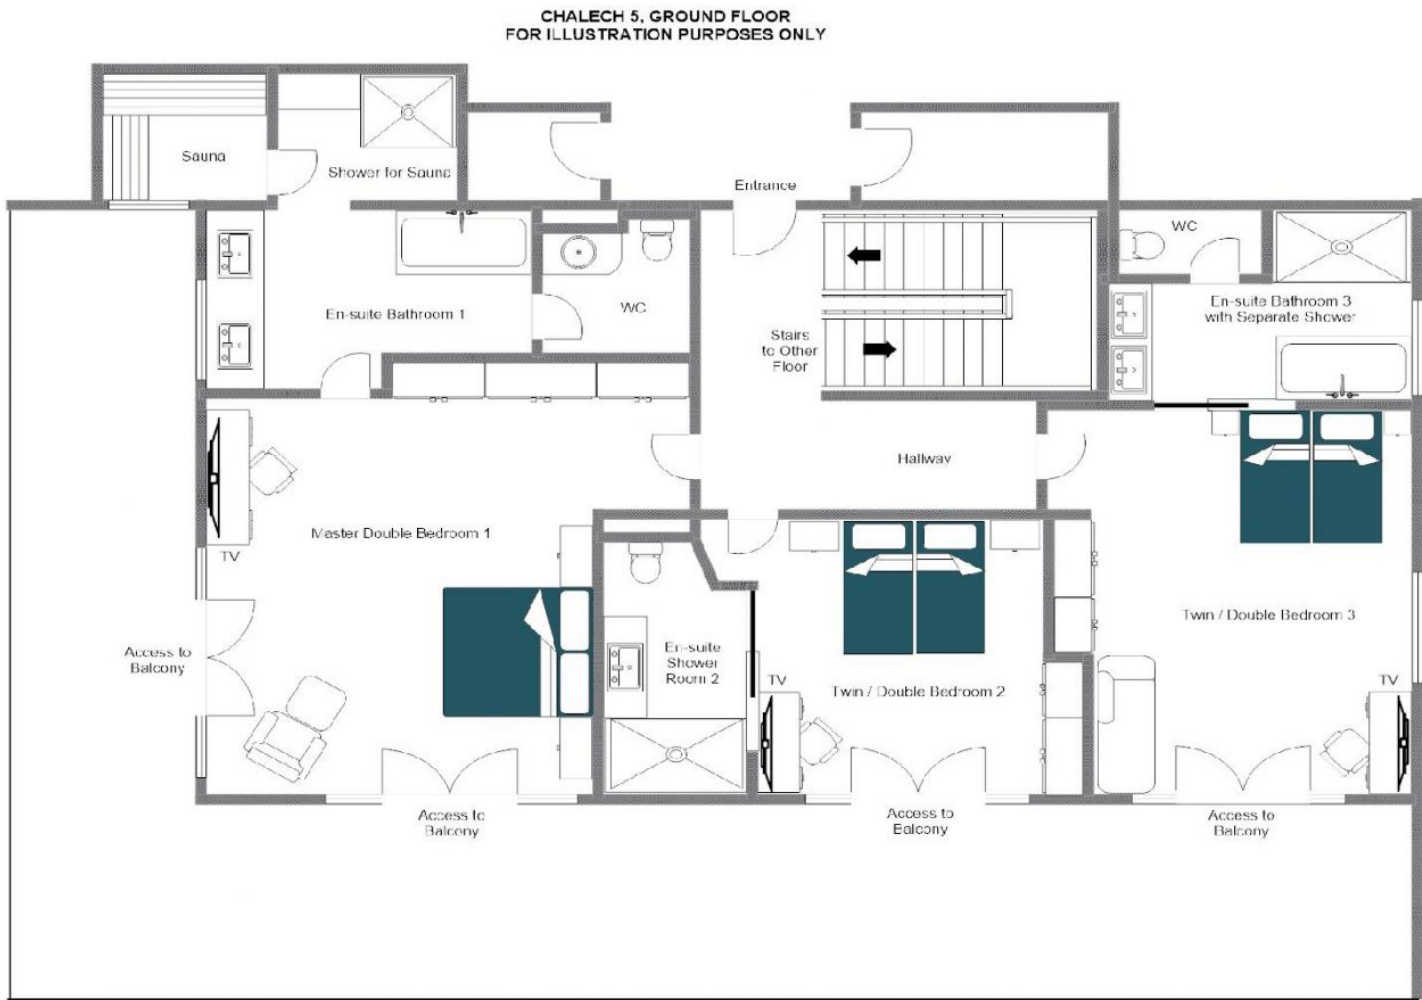 CHALECH 5, GROUND FLOOR
FOR ILLUSTRATION PURPOSES ONLY
Sauna
Shower for Sauna
Entrance
WC
En-suite Bathroom 1
WC
Stairs
to Other
Floor
En-suite Bathroom 3
with Separate Shower
Hallway
Master Double Bedroom 1
TV
Access to
Balcony
En-suite
Shower
Room 2
TV
Twin / Double Bedroom 2
Twin / Double Bedroom 3
TV
Access to
Balcony
Access to
Balcony
Access to
Balcony